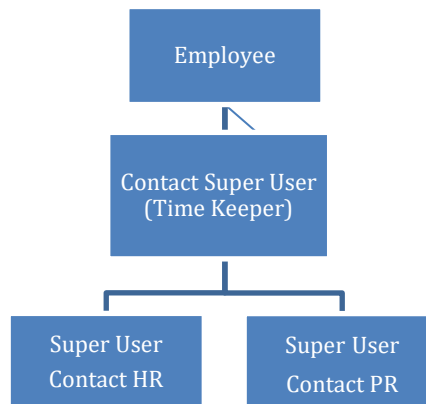 Employee
Contact Super User
(Time Keeper)
Super User
Contact HR
Super User
Contact PR